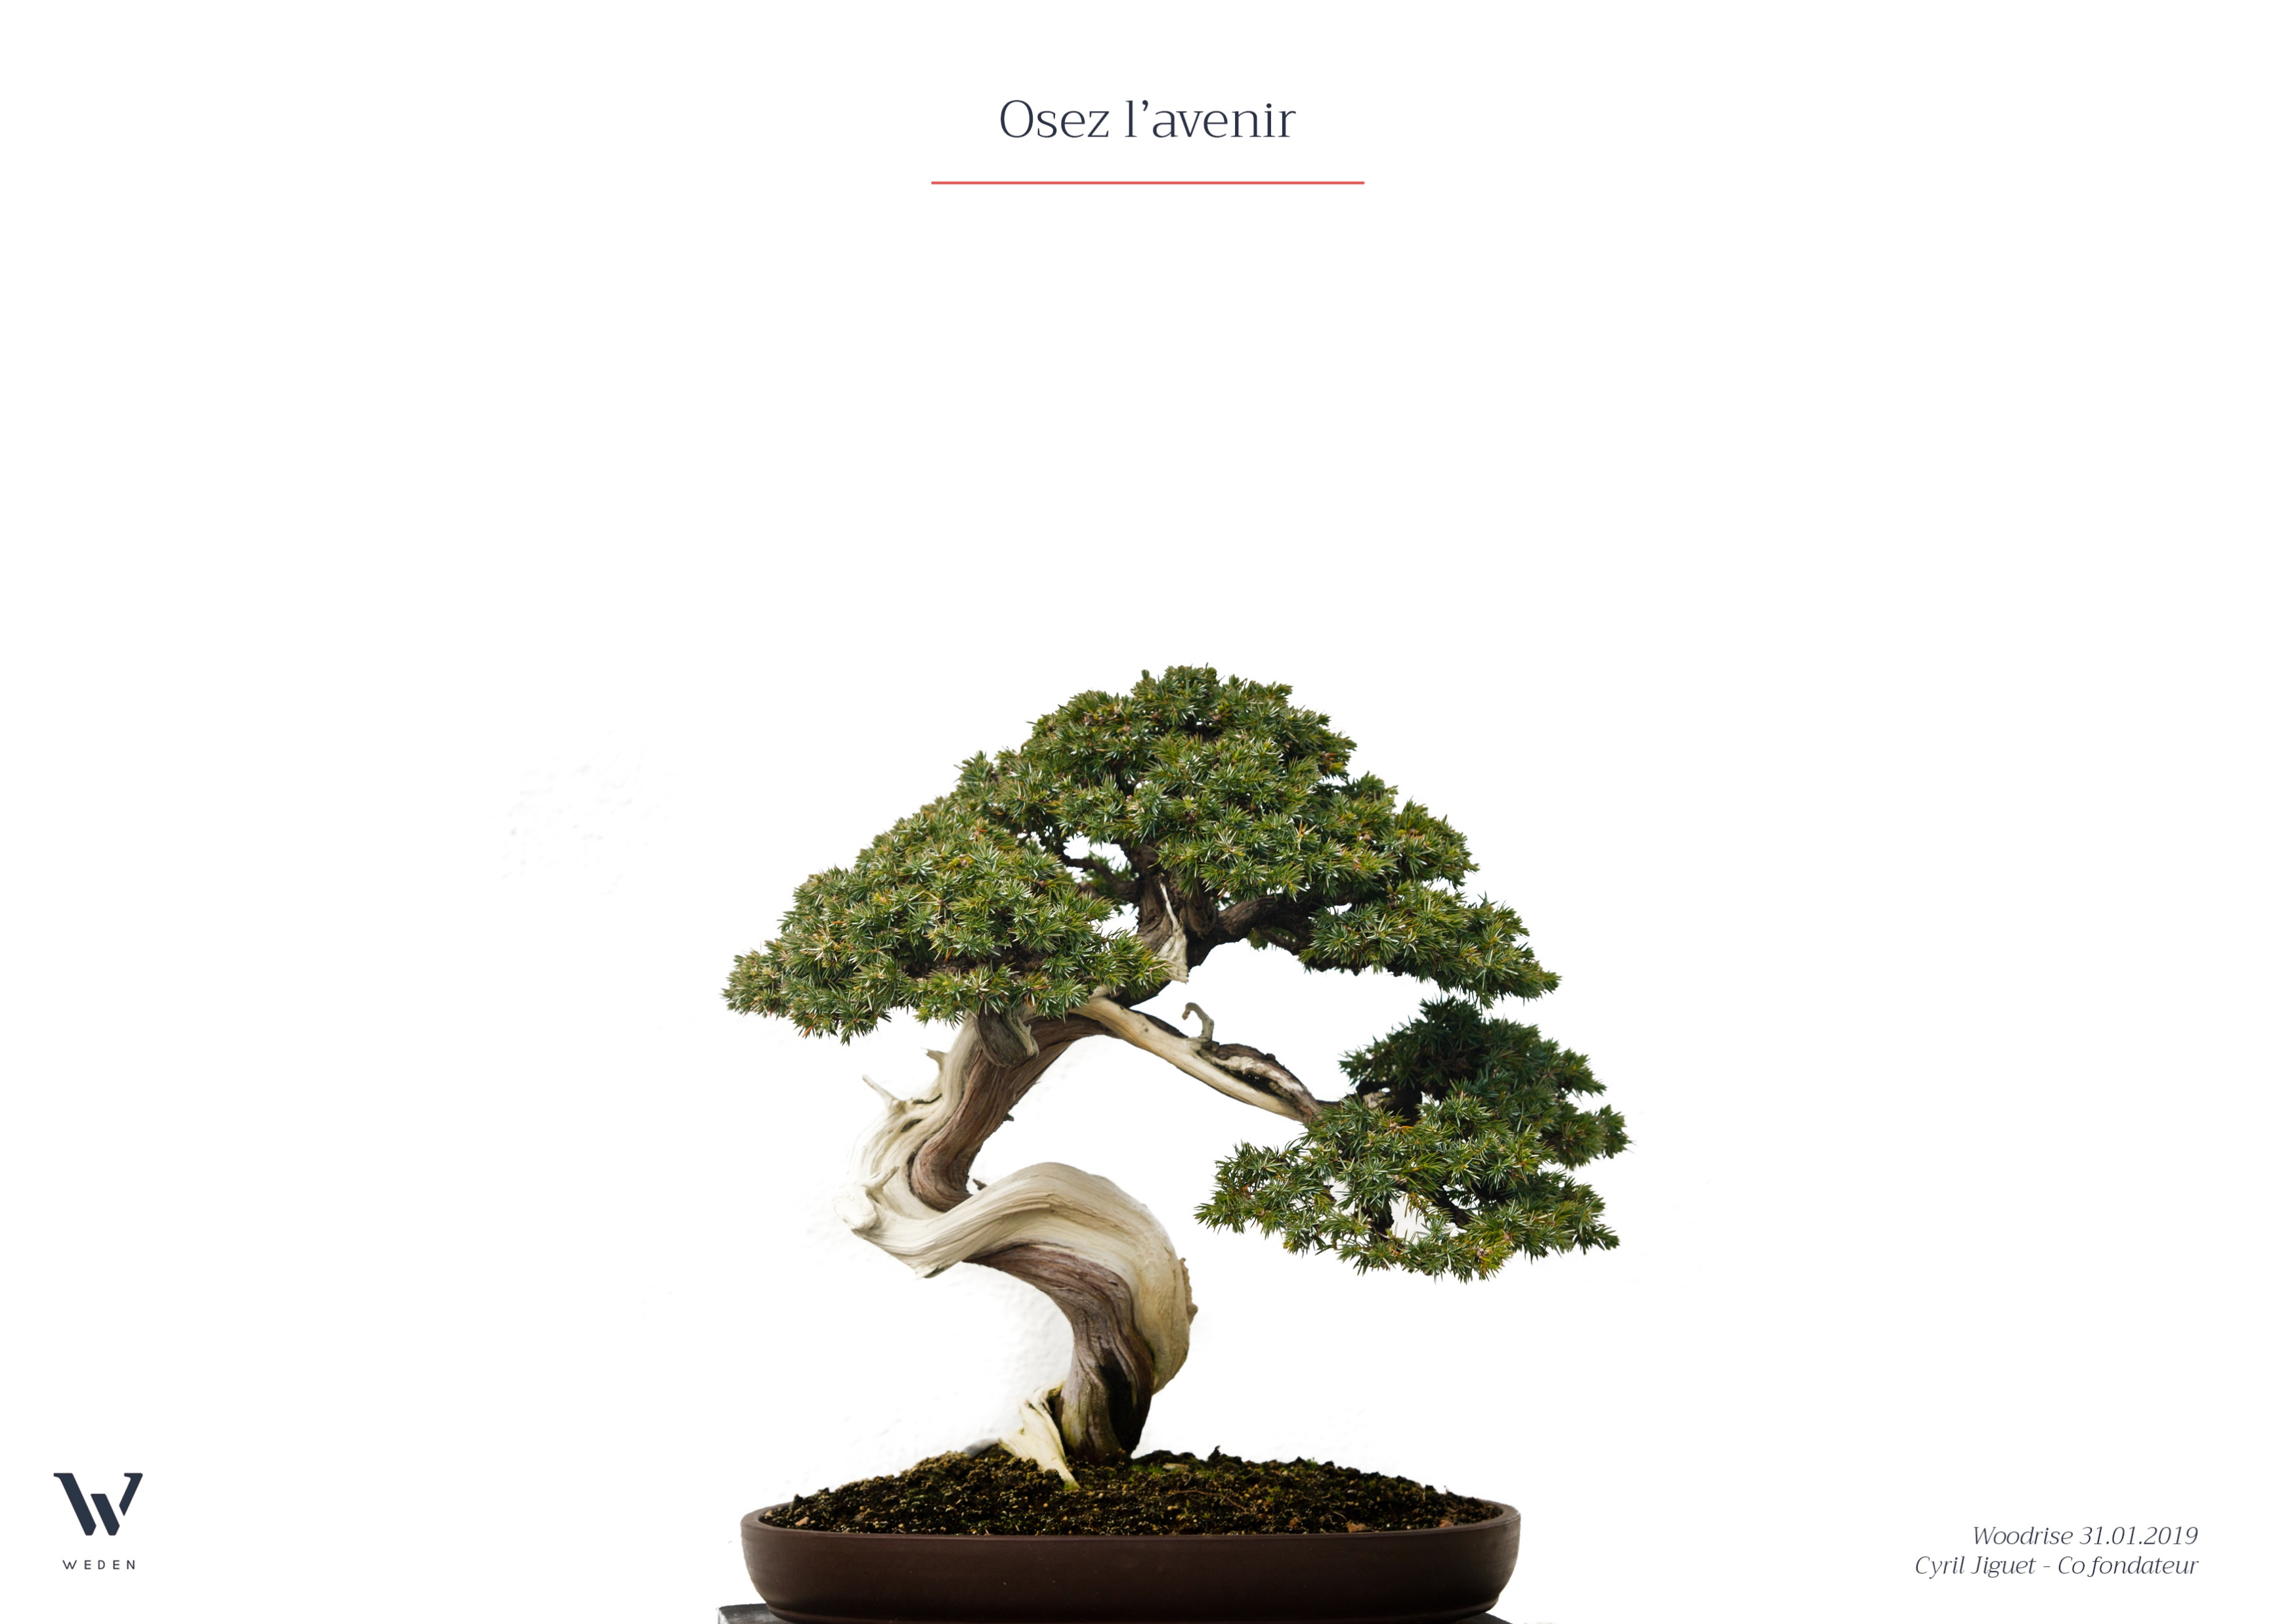 Osez l’avenir
WEDEN
Woodrise 31.01.2019
Cyril Jiguet - Co fondateur